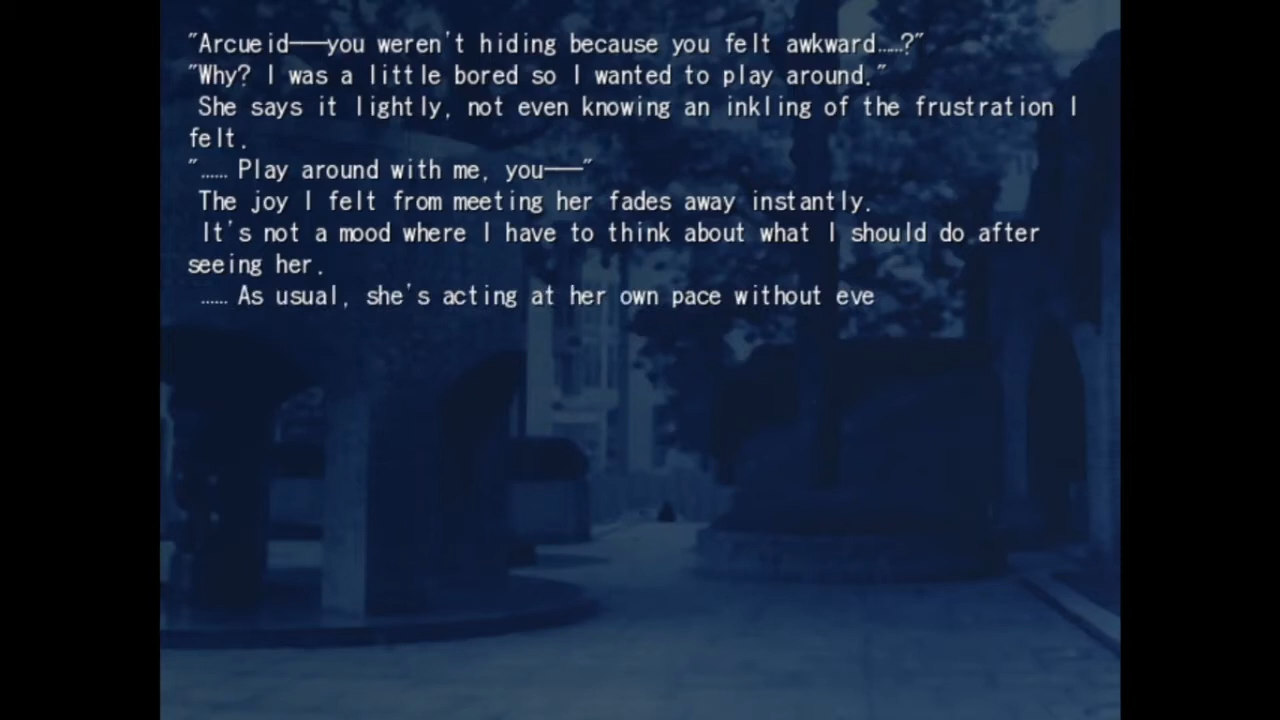 "Arcueid——you weren't hiding because you felt awkward……?"
"Why? I was a little bored so I wanted to play around."
She says it lightly, not even knowing an inkling of the frustration I
felt.
"…… Play around with me, you——"
The joy I felt from meeting her fades away instantly.
It's not a mood where I have to think about what I should do after
seeing her.
…… As usual, she's acting at her own pace without eve